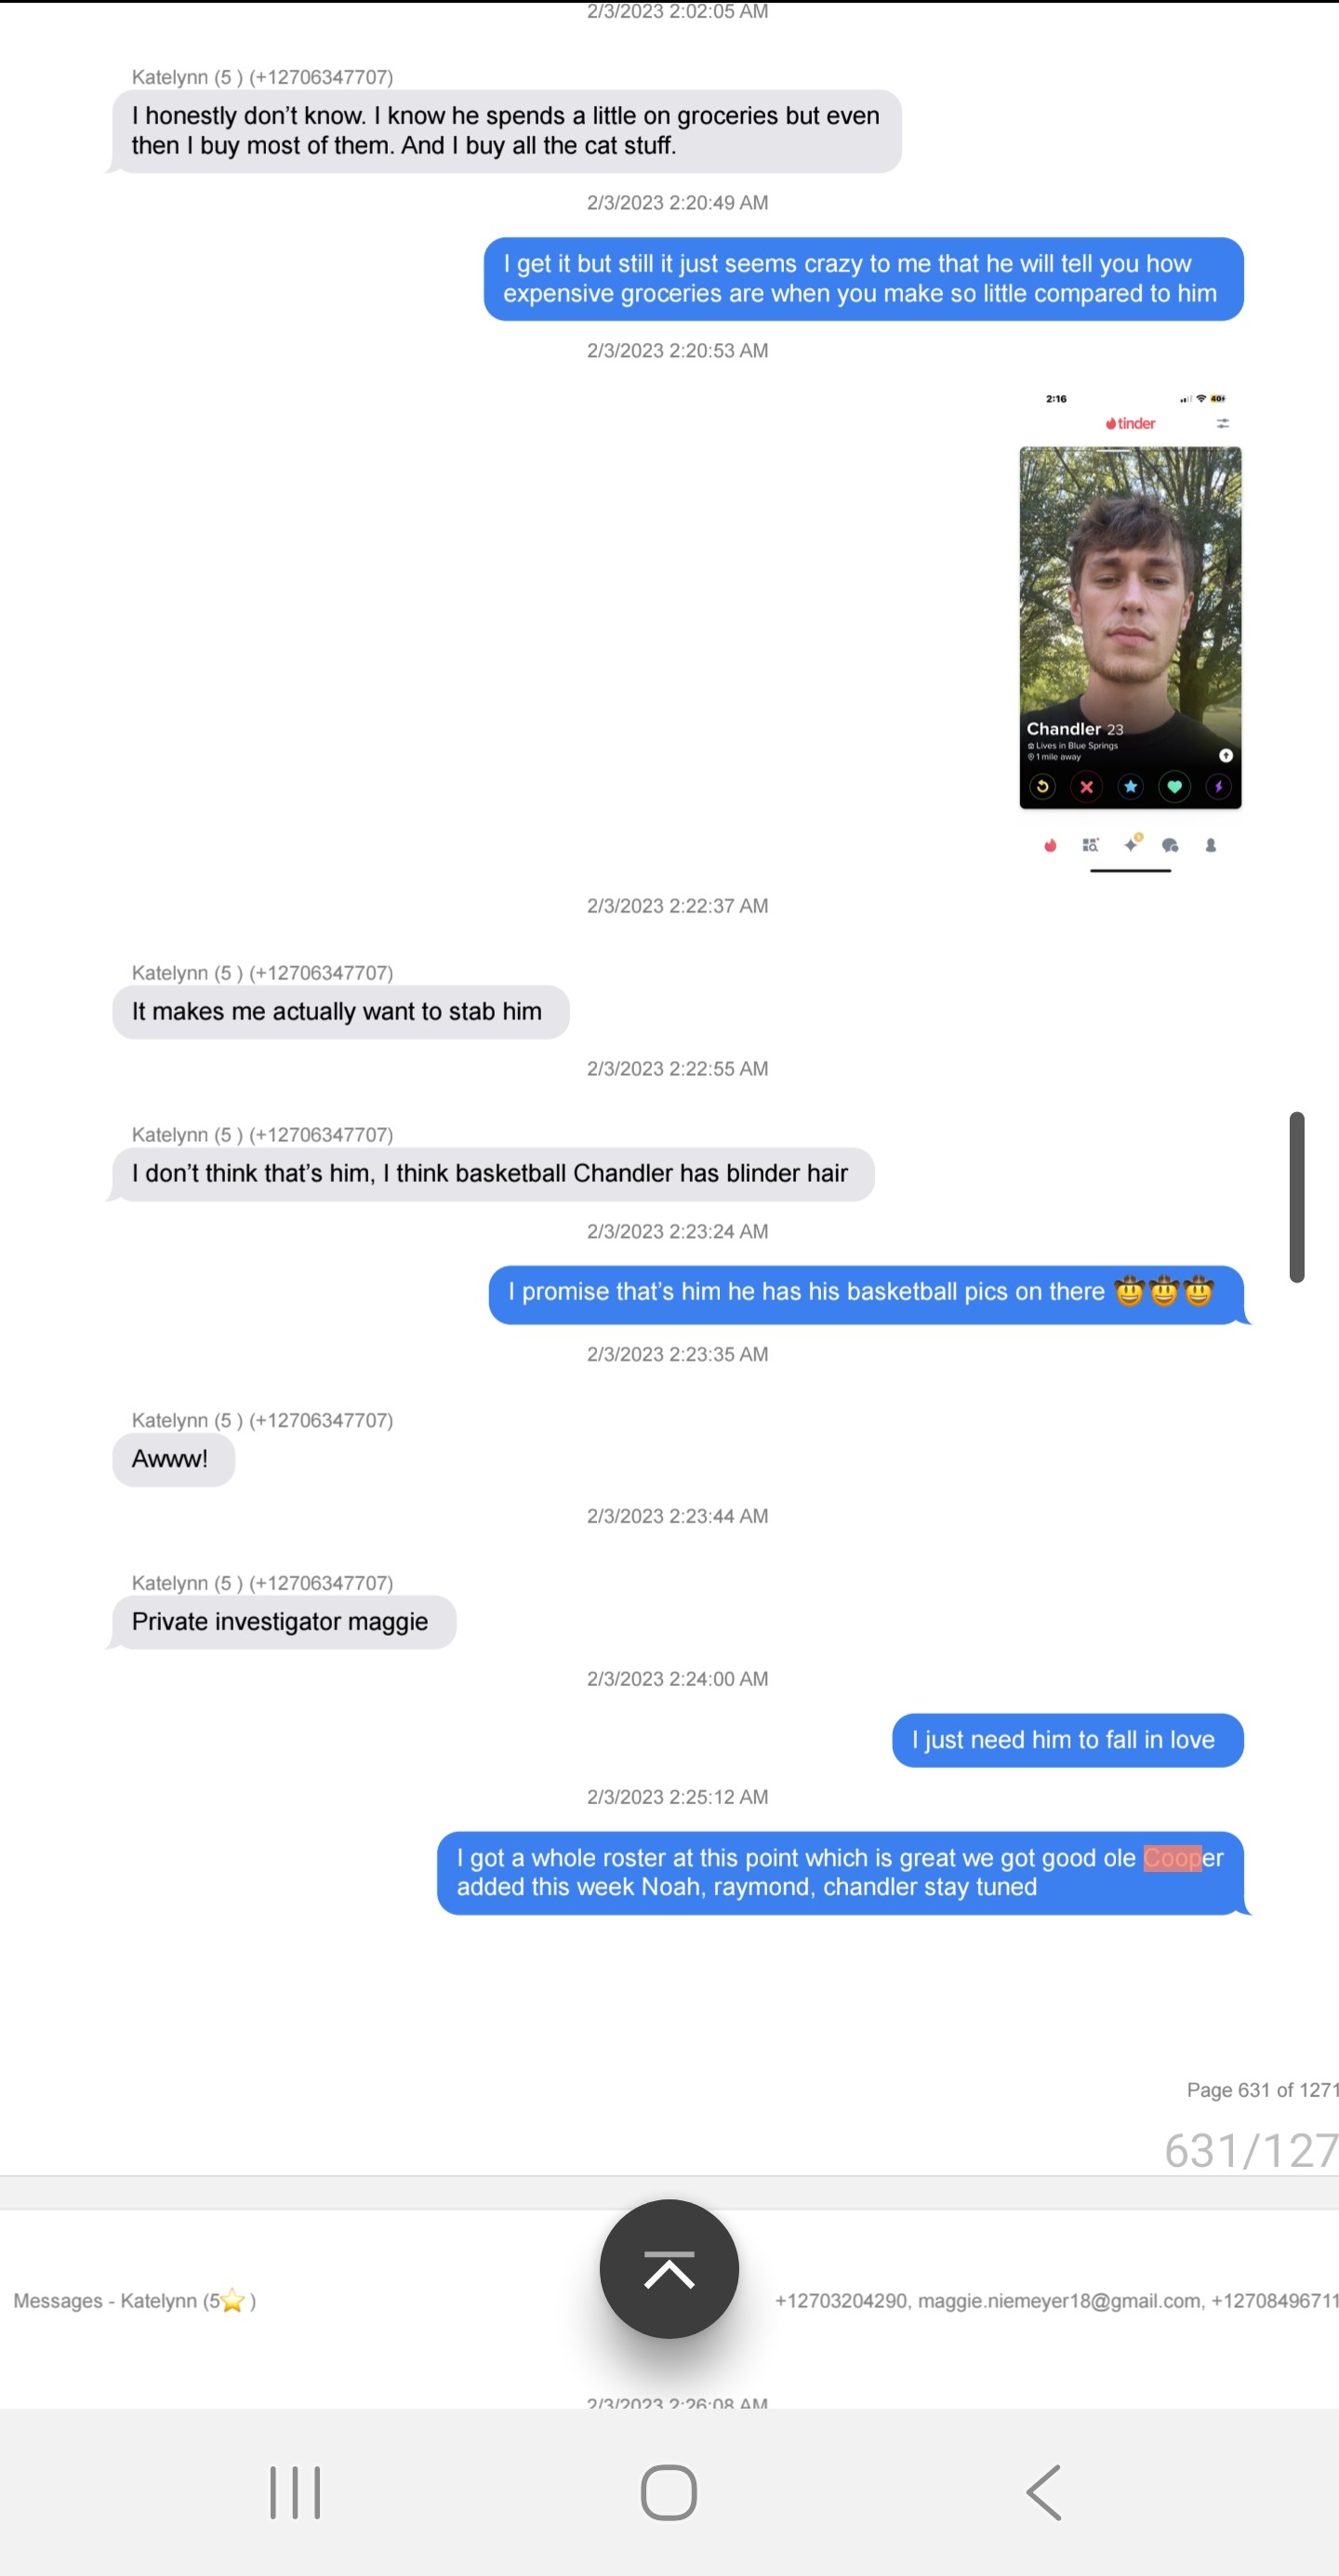 2/3/2023 2:02:05 AM
Katelynn (5 ) (+12706347707)
I honestly don’t know. I know he spends a little on groceries but even
then I buy most of them. And I buy all the cat stuff.
2/3/2023 2:20:49 AM
I get it but still it just seems crazy to me that he will tell you how
expensive groceries are when you make so little compared to him
2/3/2023 2:20:53 AM
2:16
40
tinder
Chandler 23
Lives in Blue Springs
1 mile away
2/3/2023 2:22:37 AM
Katelynn (5 ) (+12706347707)
It makes me actually want to stab him
2/3/2023 2:22:55 AM
Katelynn (5 ) (+12706347707)
I don’t think that’s him, I think basketball Chandler has blinder hair
2/3/2023 2:23:24 AM
I promise that’s him he has his basketball pics on there 🤠🤠🤠
2/3/2023 2:23:35 AM
Katelynn (5 ) (+12706347707)
Awww!
2/3/2023 2:23:44 AM
Katelynn (5 ) (+12706347707)
Private investigator maggie
2/3/2023 2:24:00 AM
I just need him to fall in love
2/3/2023 2:25:12 AM
I got a whole roster at this point which is great we got good ole Cooper
added this week Noah, raymond, chandler stay tuned
Page 631 of 1271
631/127
Messages - Katelynn (5⭐ )
+12703204290, maggie.niemeyer18@gmail.com, +12708496711
2/3/2023 2:26:08 AM